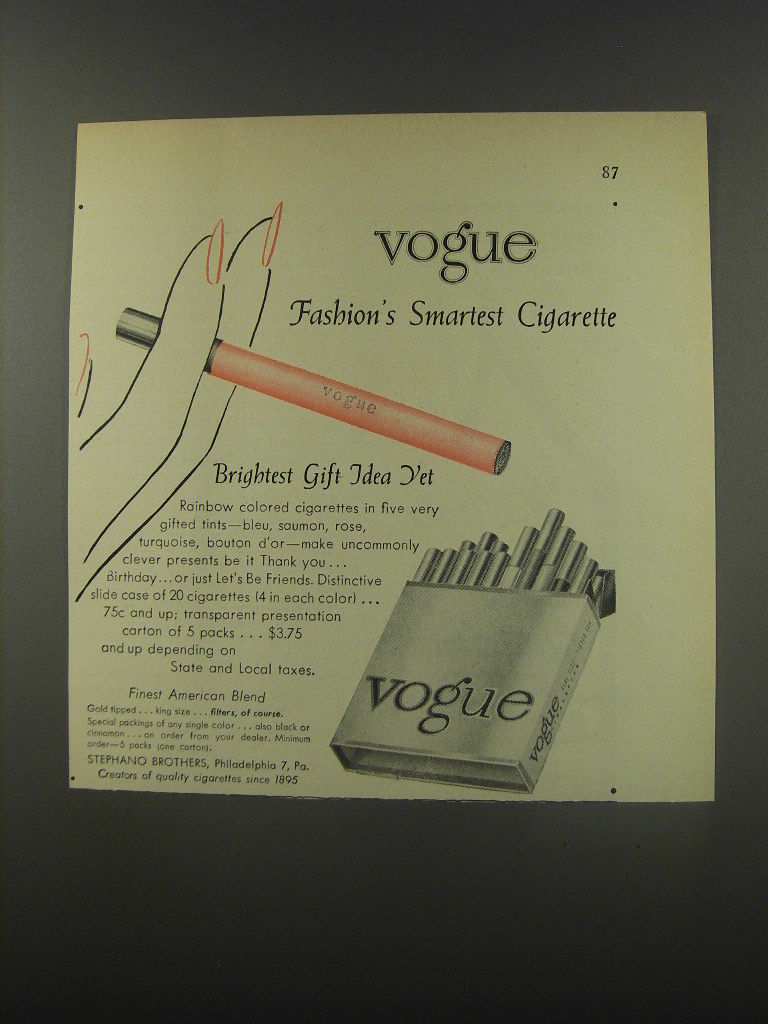 87
vogue
Fashion's Smartest Cigarette
vogue
Brightest Gift Idea Yet
Rainbow colored cigarettes in five very
gifted tints—bleu, saumon, rose,
turquoise, bouton d'or—make uncommonly
clever presents be it Thank you...
Birthday...or just Let's Be Friends. Distinctive
slide case of 20 cigarettes (4 in each color) ...
75c and up; transparent presentation
carton of 5 packs . . . $3.75
and up depending on
State and Local taxes.
Finest American Blend
Gold tipped . . . king size . . . filters, of course.
Special packings of any single color . . . also black or
cinnamon . . . on order from your dealer. Minimum
order—5 packs (one carton).
STEPHANO BROTHERS, Philadelphia 7, Pa.
Creators of quality cigarettes since 1895
vogue
vogue